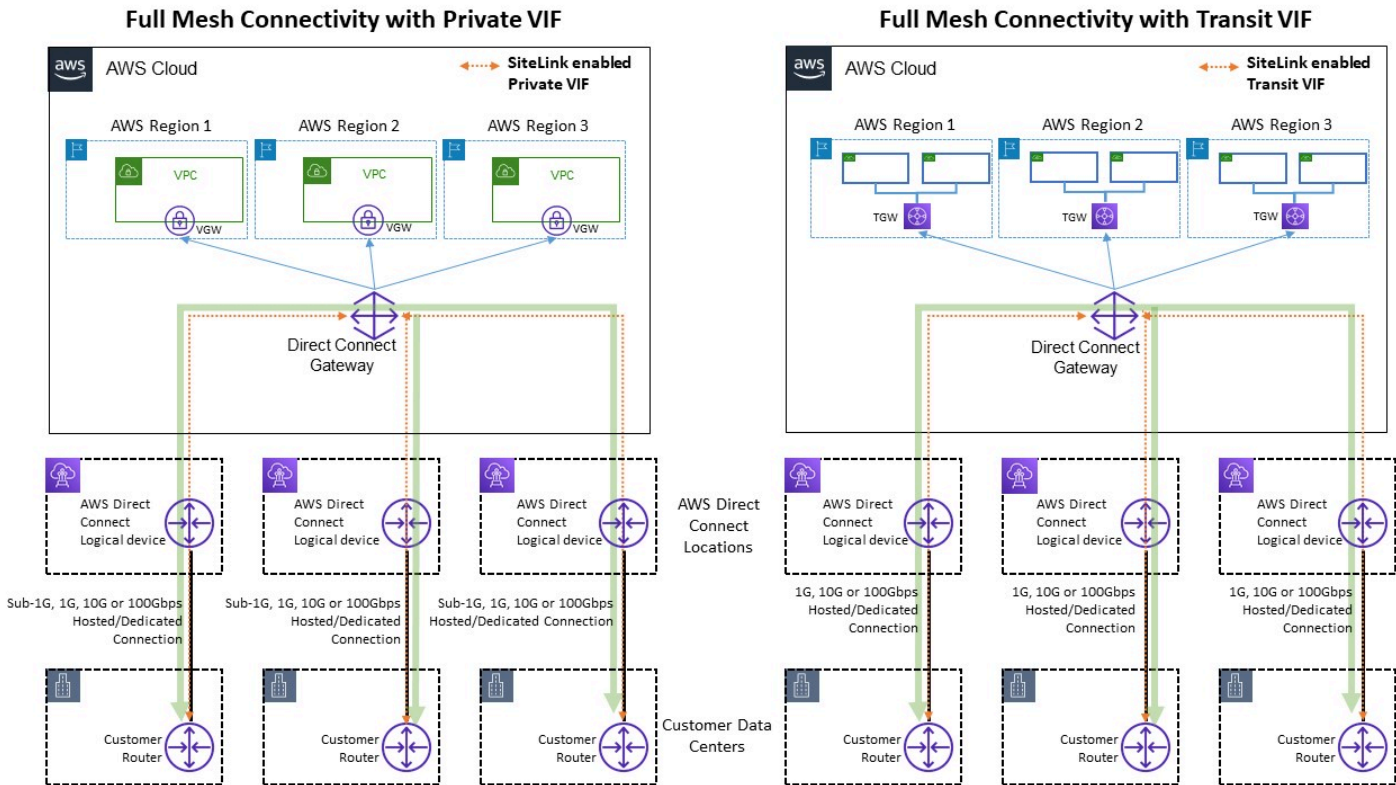 Full Mesh Connectivity with Private VIF
aws
AWS Cloud
SiteLink enabled
Private VIF
AWS Region 1
AWS Region 2
AWS Region 3
VPC
VPC
VPC
VGW
VGW
VGW
Direct Connect
Gateway
AWS Direct
Connect
Logical device
AWS Direct
Connect
Logical device
AWS Direct
Connect
Logical device
AWS Direct
Connect
Locations
Sub-1G, 1G, 10G or 100Gbps
Hosted/Dedicated
Connection
Sub-1G, 1G, 10G or 100Gbps
Hosted/Dedicated
Connection
Sub-1G, 1G, 10G or 100Gbps
Hosted/Dedicated Connection
Customer
Router
Customer
Router
Customer
Router
Customer Data
Centers
Full Mesh Connectivity with Transit VIF
aws
AWS Cloud
SiteLink enabled
Transit VIF
AWS Region 1
AWS Region 2
AWS Region 3
TGW
TGW
TGW
Direct Connect
Gateway
AWS Direct
Connect
Logical device
AWS Direct
Connect
Logical device
AWS Direct
Connect
Logical device
1G, 10G or 100Gbps
Hosted/Dedicated
Connection
1G, 10G or 100Gbps
Hosted/Dedicated
Connection
1G, 10G or 100Gbps
Hosted/Dedicated
Connection
Customer
Router
Customer
Router
Customer
Router